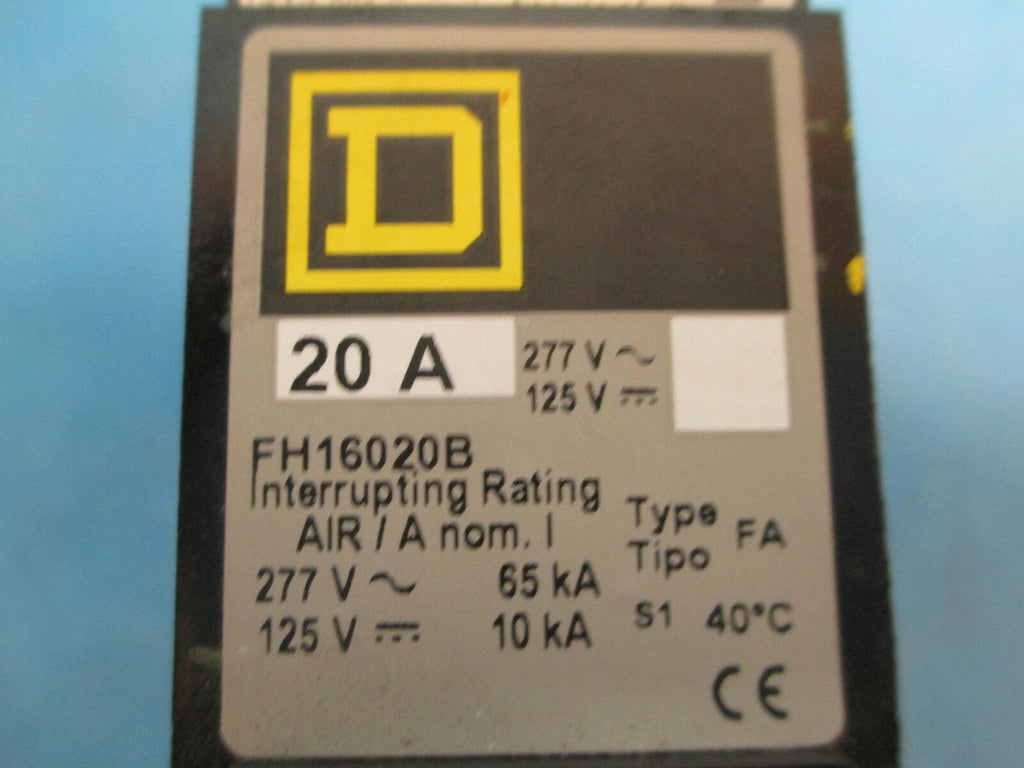 D
20 A
277 V ~
125 V ⎓
FH16020B
Interrupting Rating
AIR / A nom. I
277 V ~ 65 kA
125 V ⎓ 10 kA
Type
Tipo FA
S1 40°C
CE